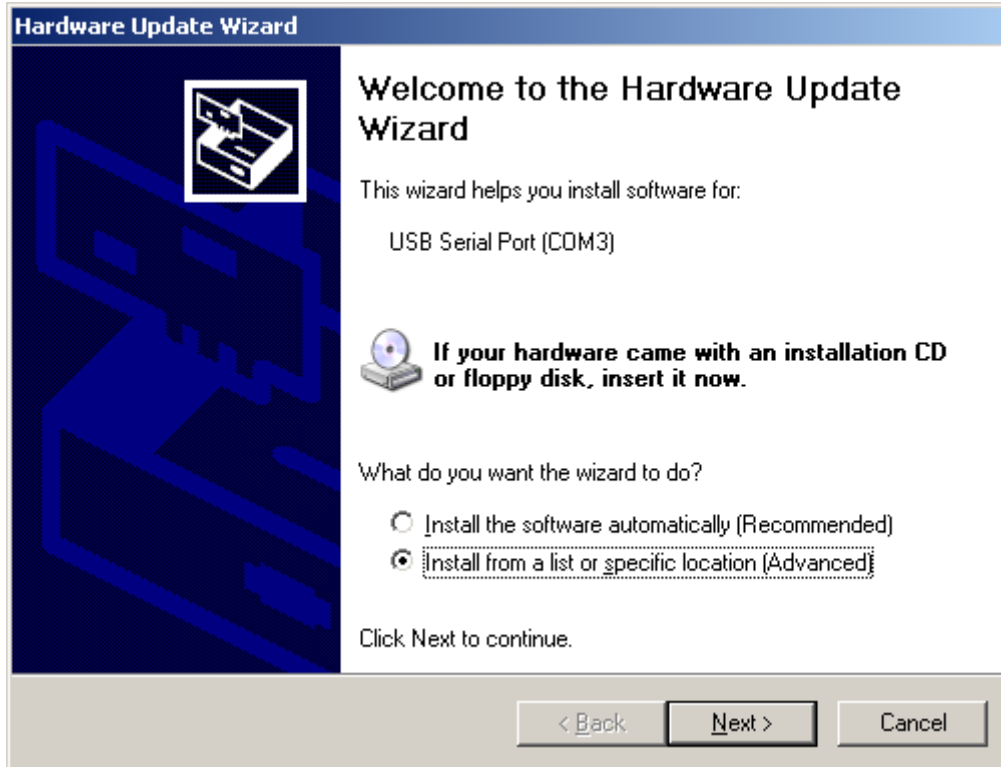 Hardware Update Wizard
Welcome to the Hardware Update
Wizard
This wizard helps you install software for:
USB Serial Port (COM3)
If your hardware came with an installation CD
or floppy disk, insert it now.
What do you want the wizard to do?
Install the software automatically (Recommended)
Install from a list or specific location (Advanced)
Click Next to continue.
< Back
Next >
Cancel